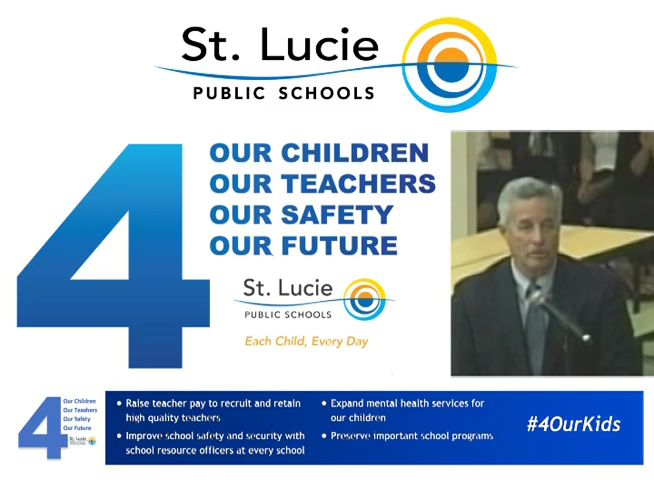 St. Lucie
PUBLIC SCHOOLS
4
OUR CHILDREN
OUR TEACHERS
OUR SAFETY
OUR FUTURE
St. Lucie
PUBLIC SCHOOLS
Each Child, Every Day
4
Our Children
Our Teachers
Our Safety
Our Future
• Raise teacher pay to recruit and retain
high quality teachers
• Improve school safety and security with
school resource officers at every school
• Expand mental health services for
our children
• Preserve important school programs
#4OurKids